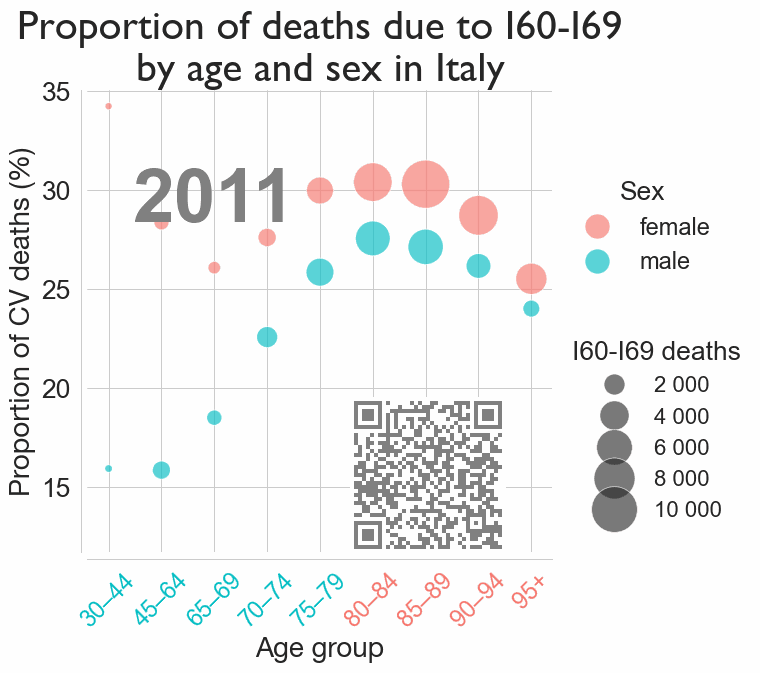 Proportion of deaths due to I60-I69
by age and sex in Italy
Proportion of CV deaths (%)
35
30
25
20
15
2011
30–44
45–64
65–69
70–74
75–79
80–84
85–89
90–94
95+
Age group
Sex
female
male
I60-I69 deaths
2 000
4 000
6 000
8 000
10 000